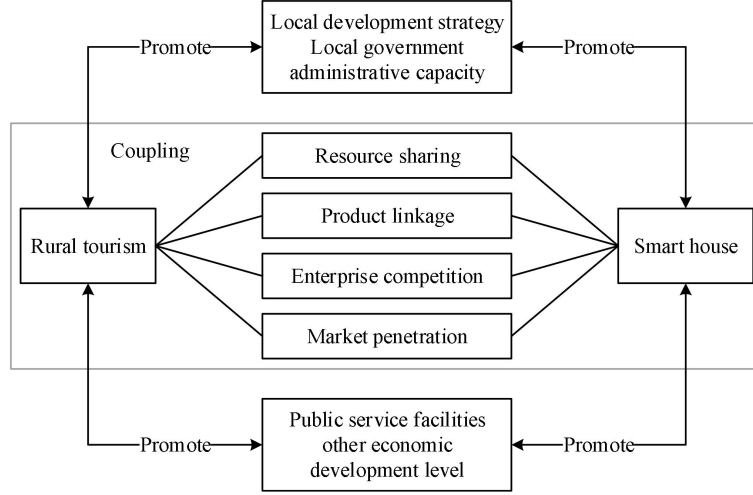 Local development strategy
Promote
Local government
Promote
administrative capacity
Coupling
Resource sharing
Product linkage
Rural tourism
Smart house
Enterprise competition
Market penetration
Public service facilities
Promote
other economic
Promote
development level